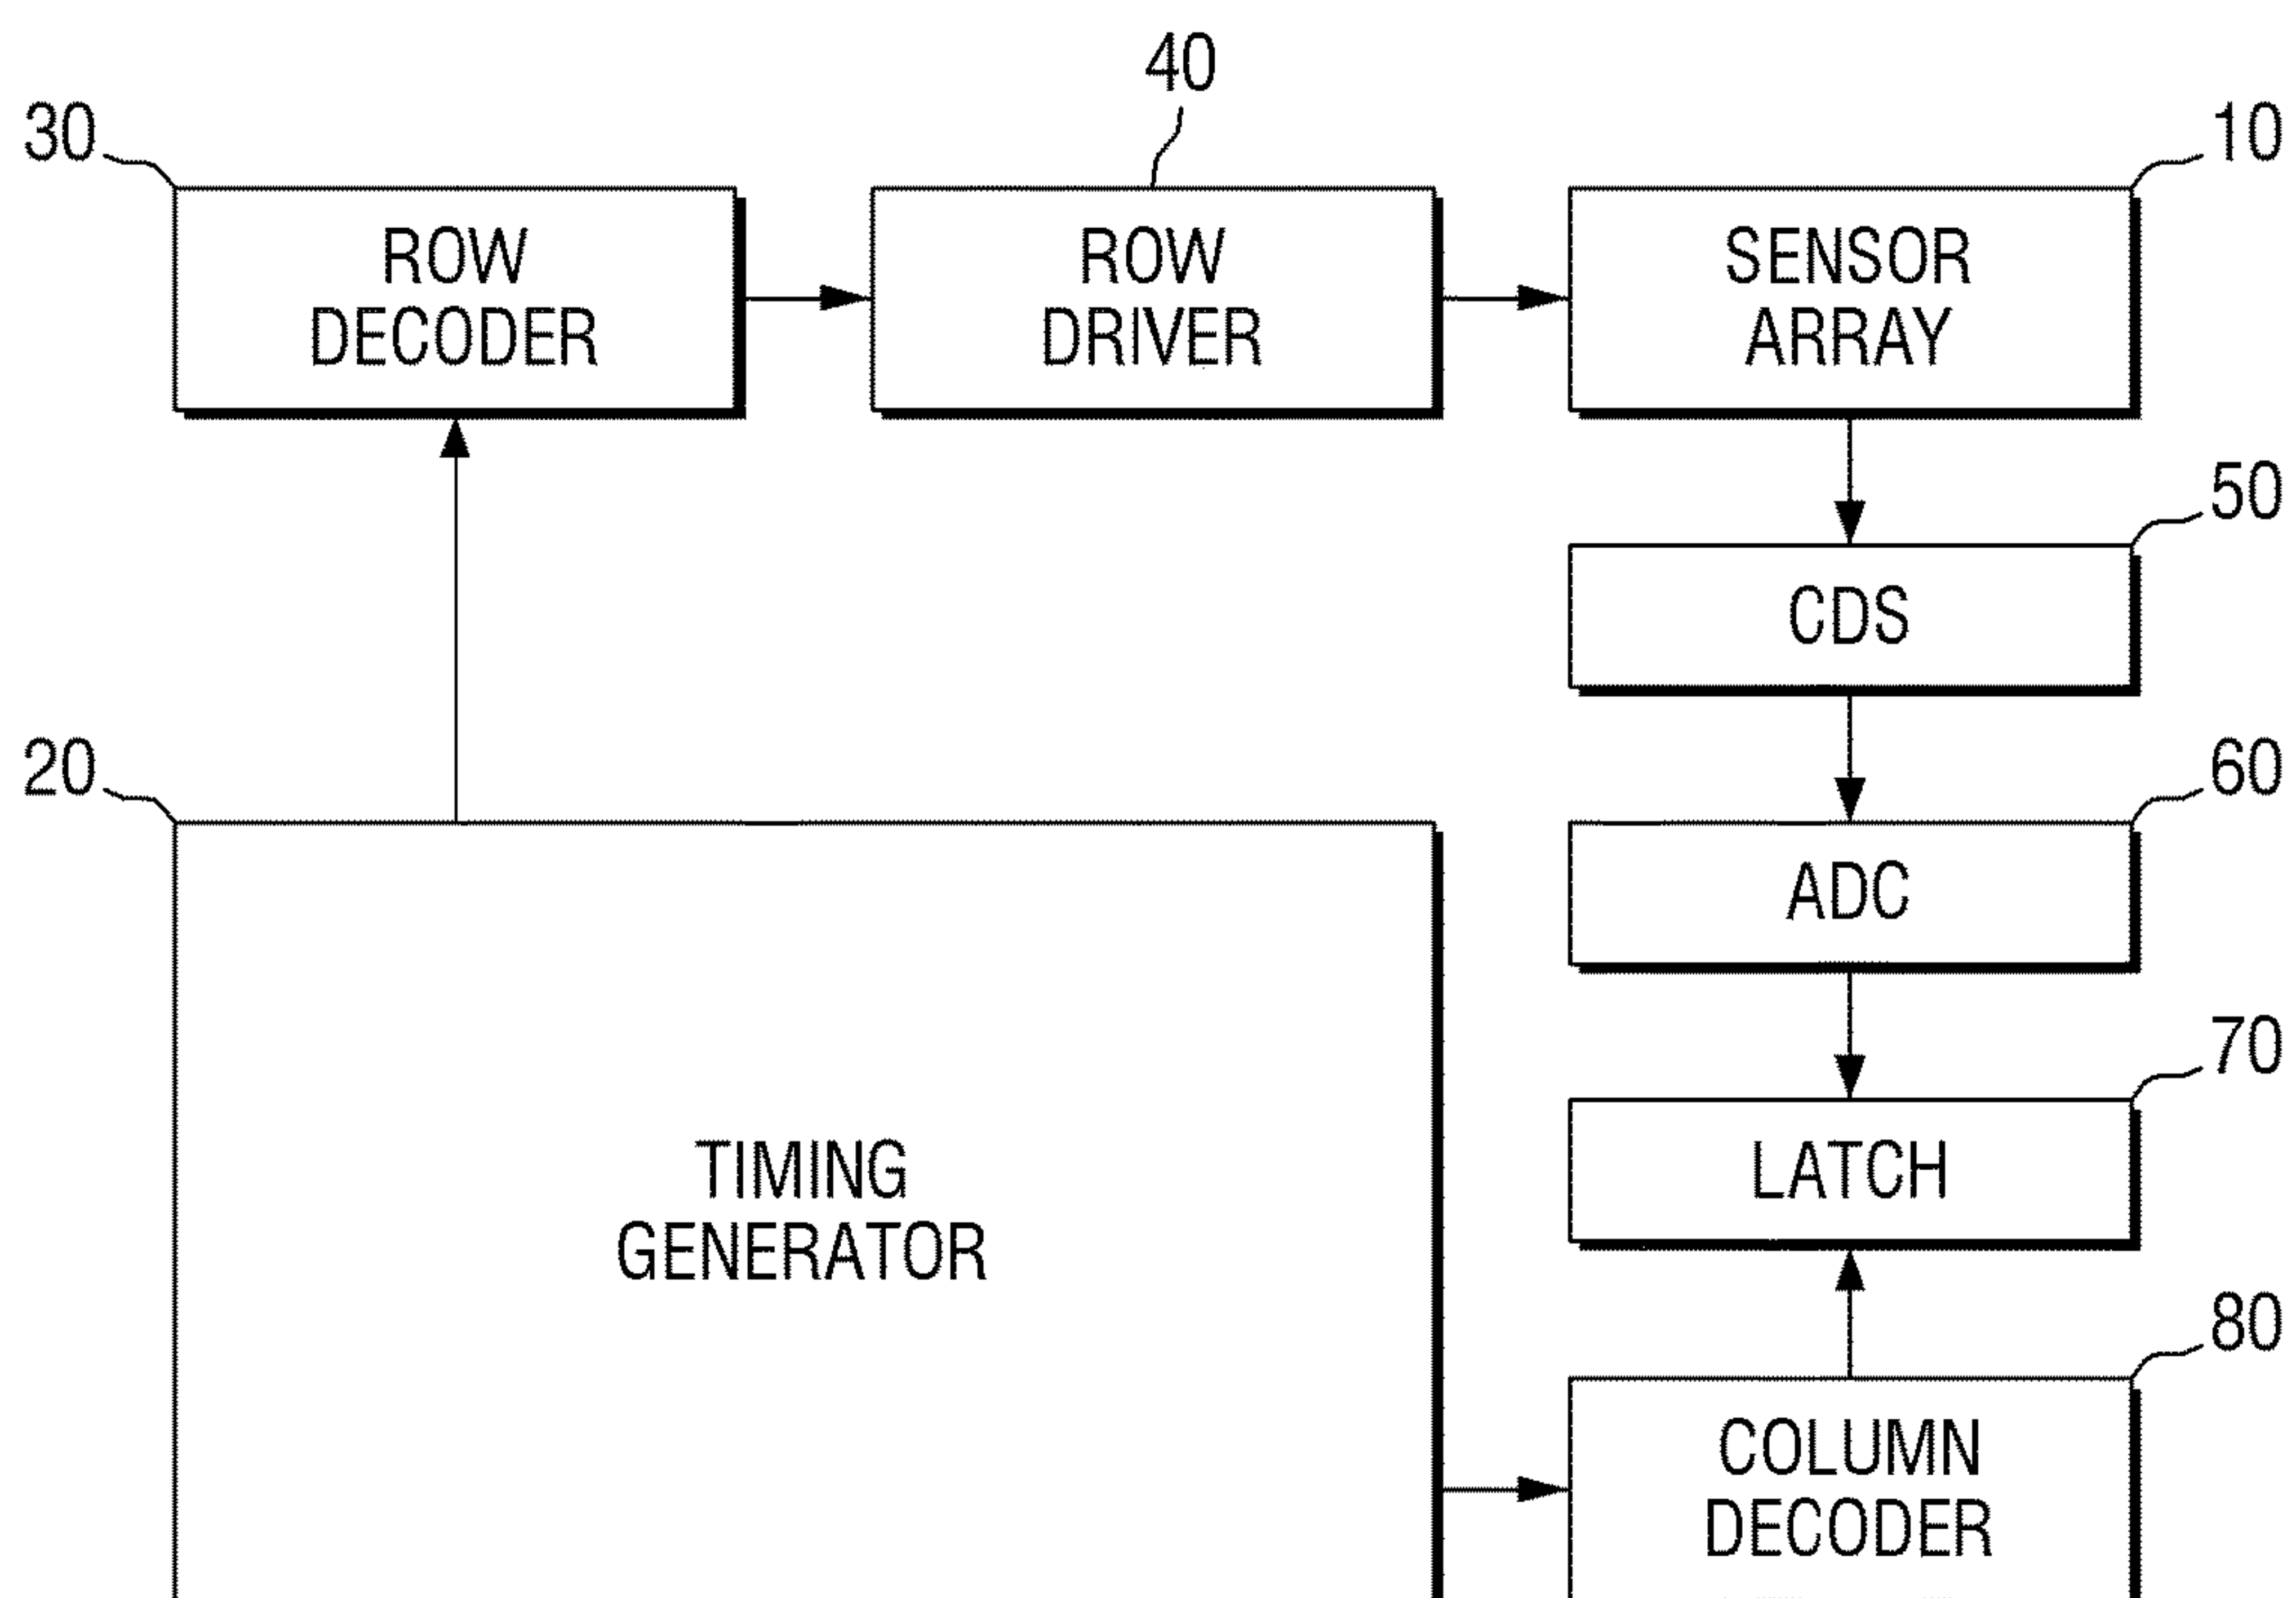 40
30
10
ROW
DECODER
ROW
DRIVER
SENSOR
ARRAY
50
CDS
20
60
ADC
70
LATCH
TIMING
GENERATOR
80
COLUMN
DECODER